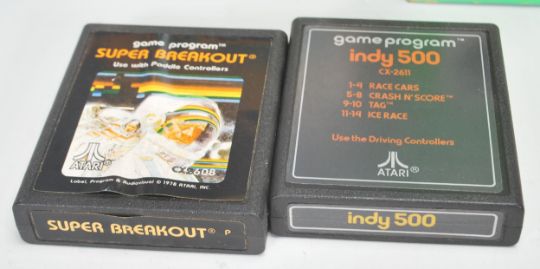 game program™
SUPER BREAKOUT®
Use with Paddle Controllers
ATARI®
CX2608
Label, Program & Audiovisual © 1978 ATARI, INC.
SUPER BREAKOUT® P
game program™
indy 500
CX-2611
1-4 RACE CARS
5-8 CRASH N' SCORE™
9-10 TAG™
11-14 ICE RACE
Use the Driving Controllers
ATARI®
indy 500